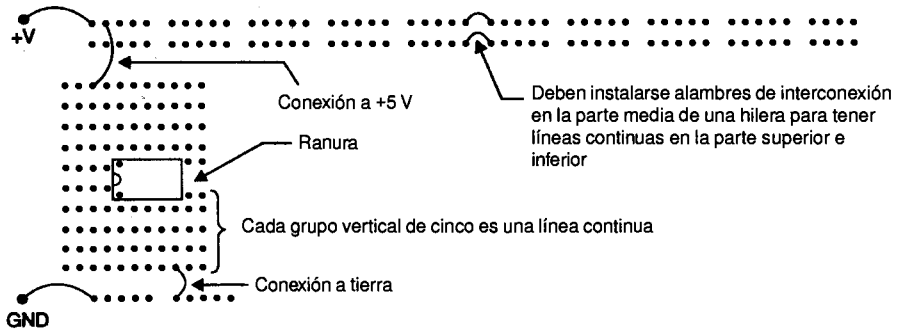 +V
Conexión a +5 V
Deben instalarse alambres de interconexión
en la parte media de una hilera para tener
líneas continuas en la parte superior e
inferior
Ranura
Cada grupo vertical de cinco es una línea continua
Conexión a tierra
GND